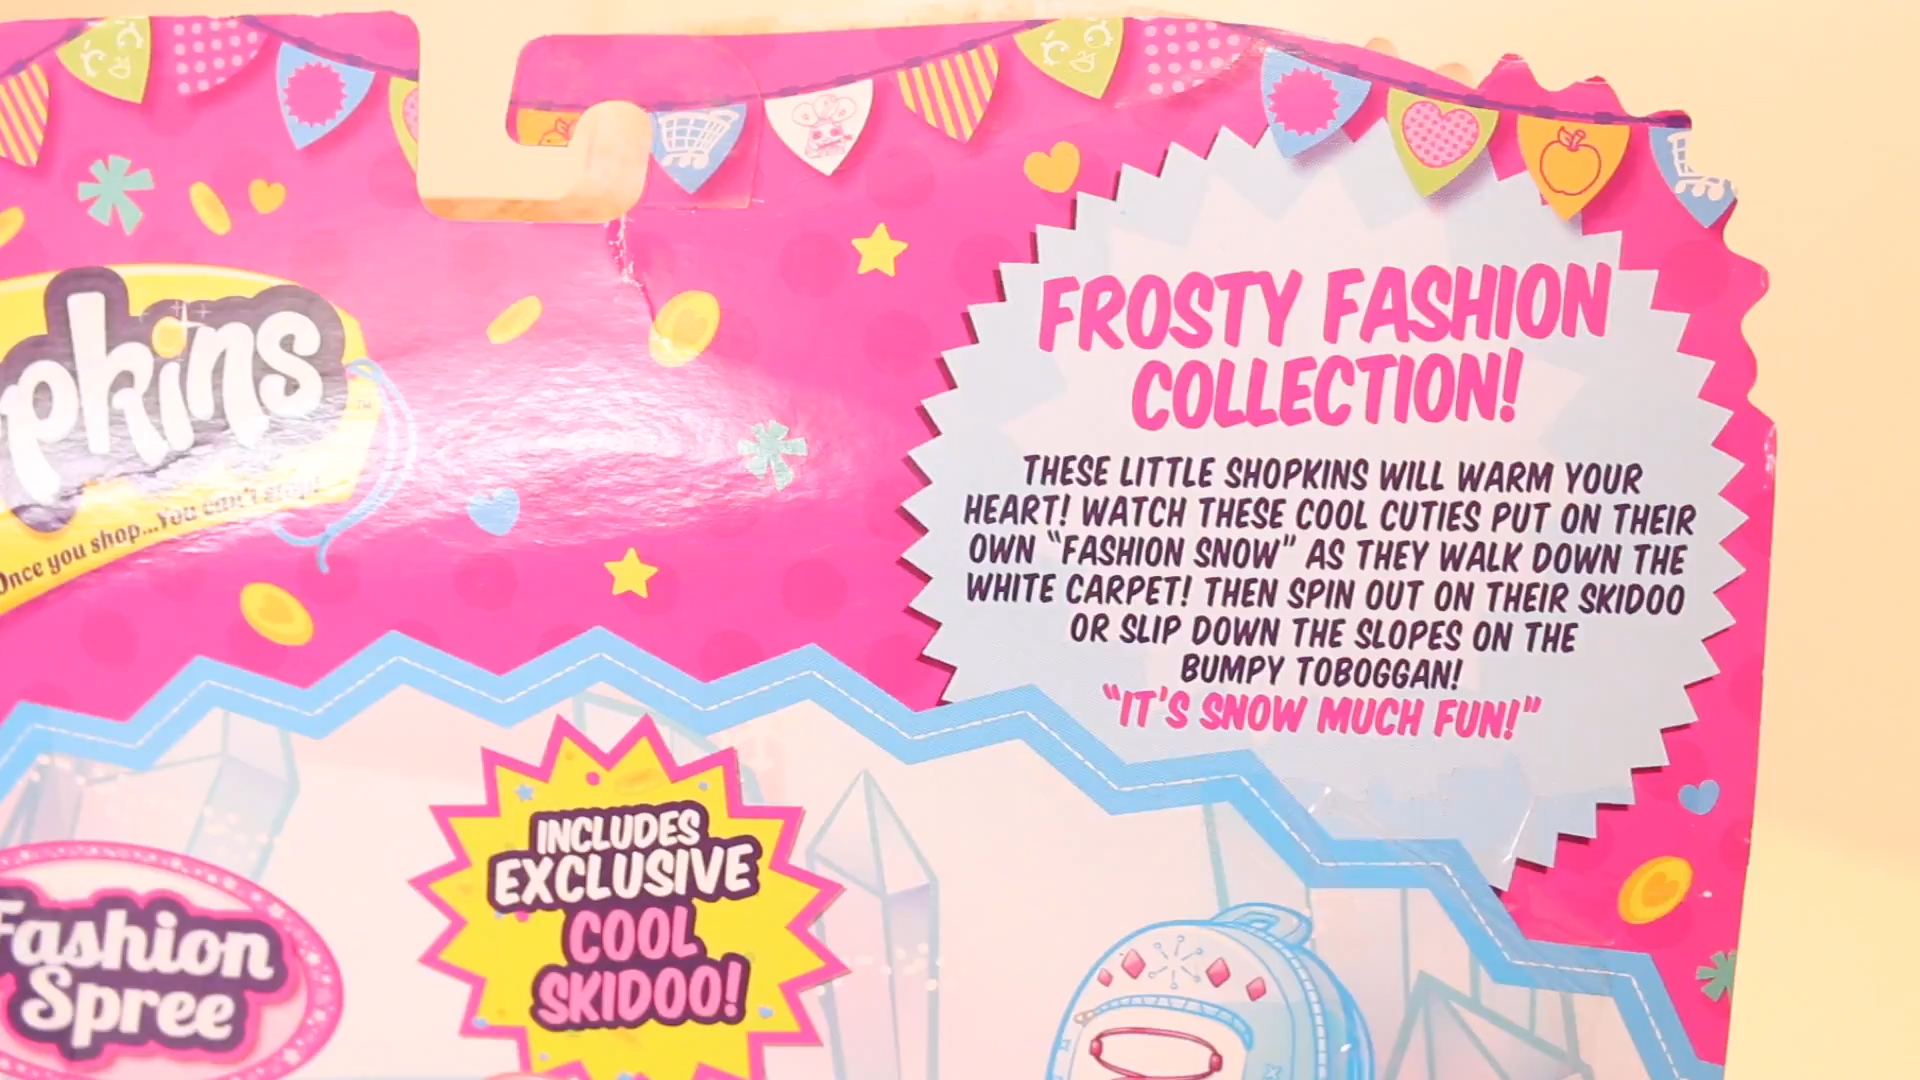 FROSTY FASHION
COLLECTION!
THESE LITTLE SHOPKINS WILL WARM YOUR
HEART! WATCH THESE COOL CUTIES PUT ON THEIR
OWN "FASHION SNOW" AS THEY WALK DOWN THE
WHITE CARPET! THEN SPIN OUT ON THEIR SKIDOO
OR SLIP DOWN THE SLOPES ON THE
BUMPY TOBOGGAN!
"IT'S SNOW MUCH FUN!"
pkins
Once you shop...You can't stop!
INCLUDES
EXCLUSIVE
COOL
SKIDOO!
Fashion
Spree